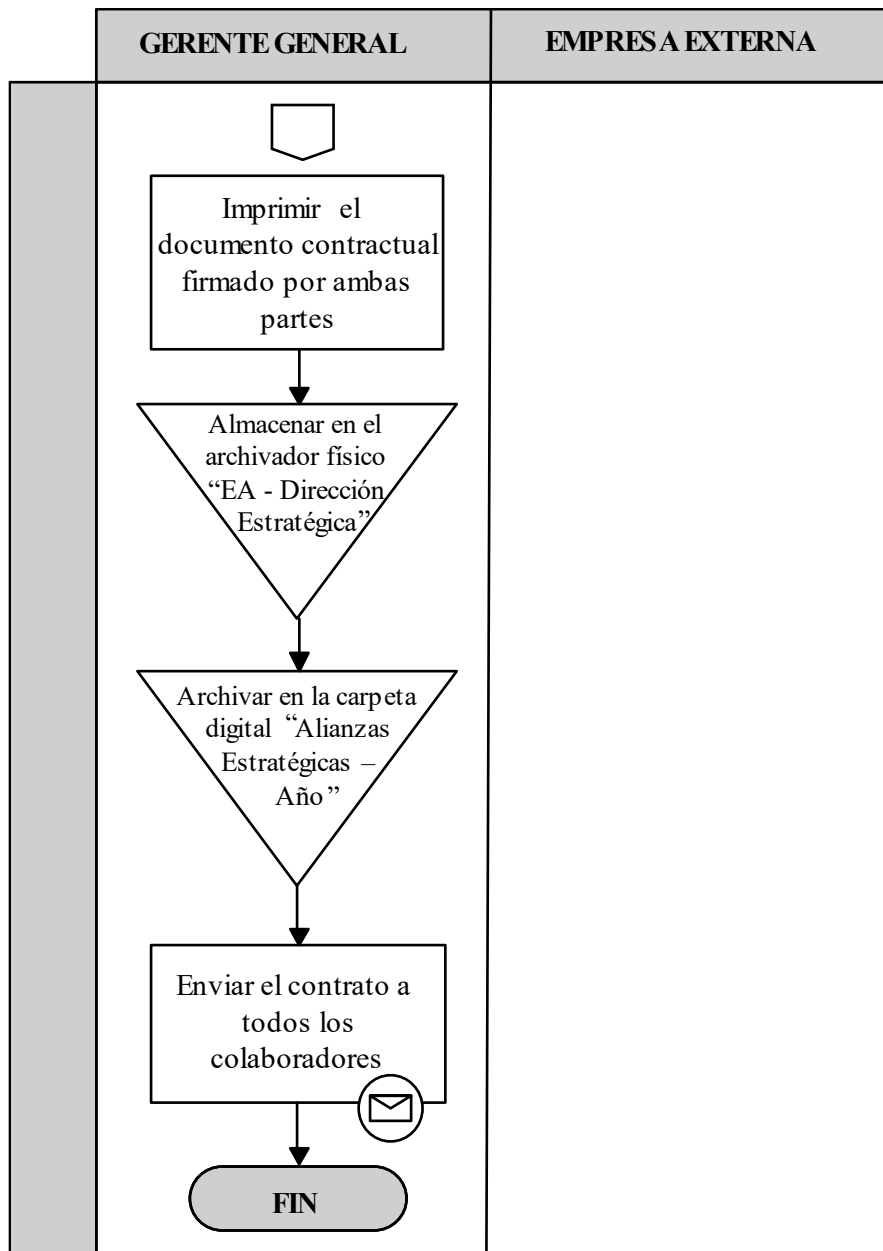 GERENTE GENERAL
EMPRESA EXTERNA
Imprimir el
documento contractual
firmado por ambas
partes
Almacenar en el
archivador físico
“EA - Dirección
Estratégica”
Archivar en la carpeta
digital “Alianzas
Estratégicas –
Año”
Enviar el contrato a
todos los
colaboradores
FIN